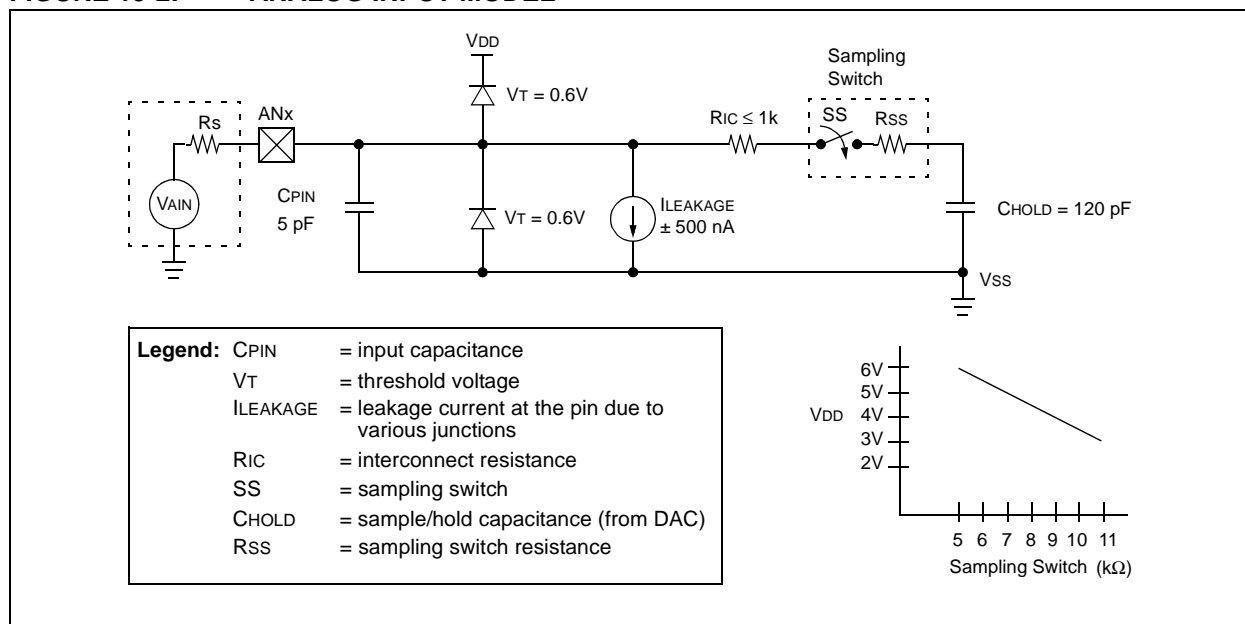 VDD
Sampling
Switch
VT = 0.6V
ANx
RIC ≤ 1k
SS
RSS
Rs
VAIN
CPIN
5 pF
VT = 0.6V
ILEAKAGE
± 500 nA
CHOLD = 120 pF
VSS
Legend: CPIN = input capacitance
VT = threshold voltage
ILEAKAGE = leakage current at the pin due to
various junctions
RIC = interconnect resistance
SS = sampling switch
CHOLD = sample/hold capacitance (from DAC)
RSS = sampling switch resistance
6V
5V
VDD 4V
3V
2V
5 6 7 8 9 10 11
Sampling Switch (kΩ)